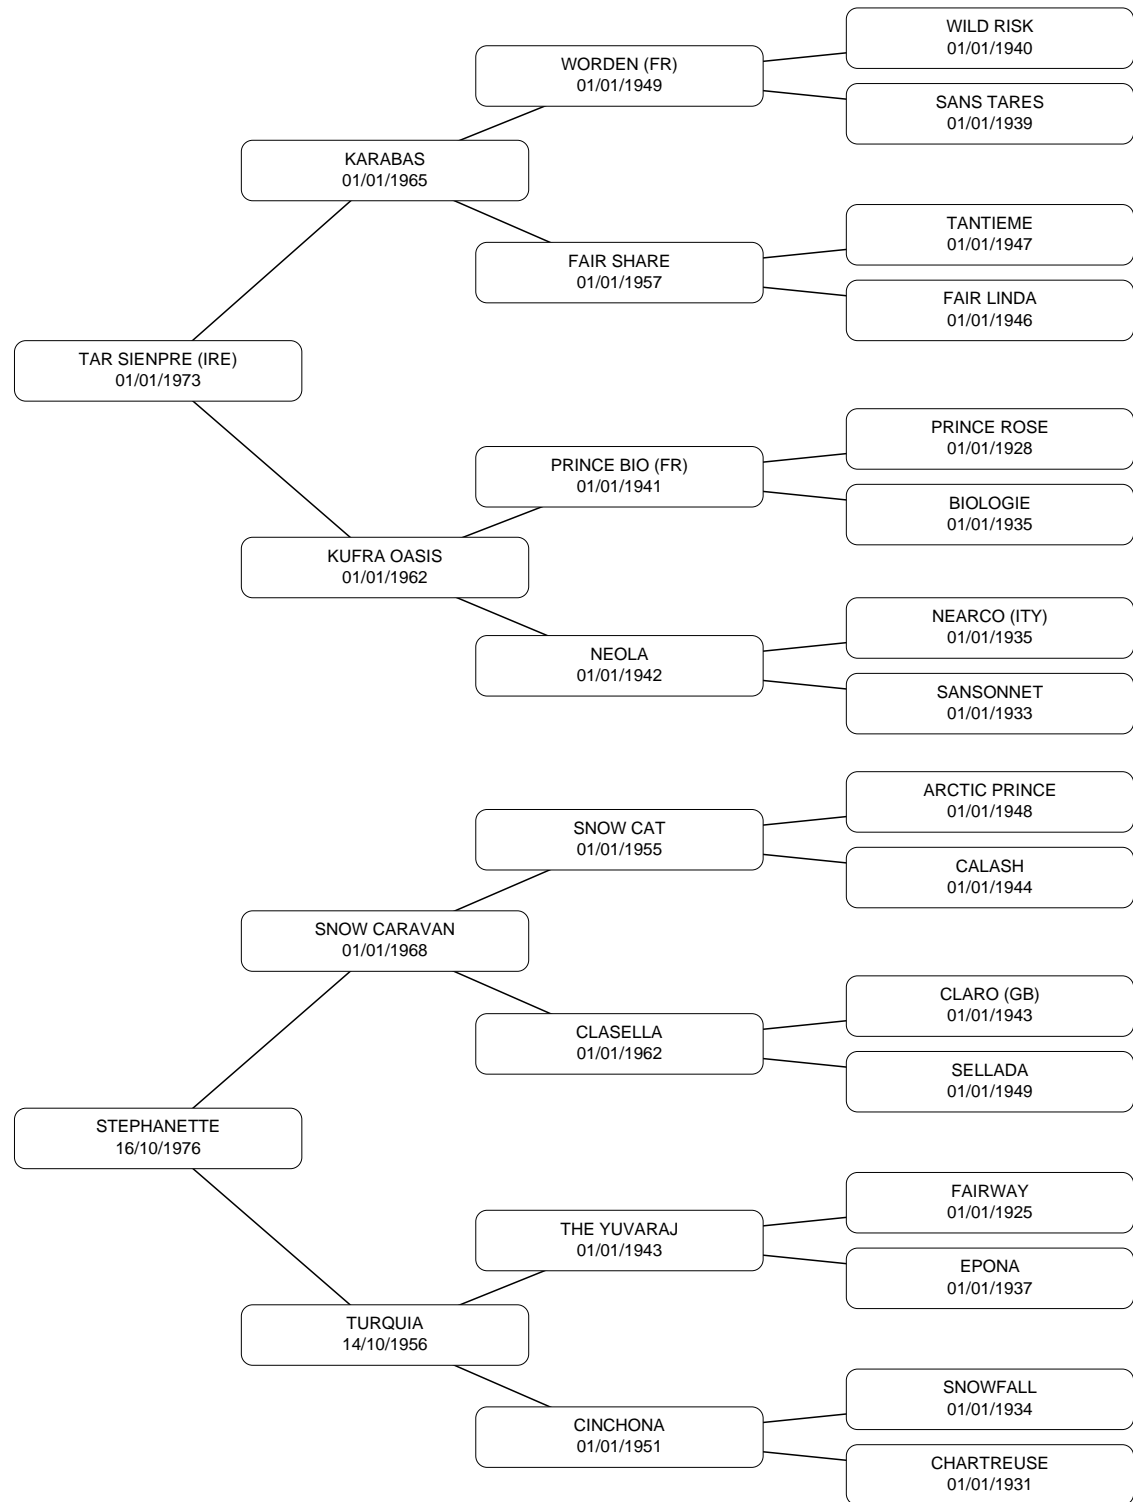 WILD RISK
01/01/1940
WORDEN (FR)
01/01/1949
SANS TARES
01/01/1939
KARABAS
01/01/1965
TANTIEME
01/01/1947
FAIR SHARE
01/01/1957
FAIR LINDA
01/01/1946
TAR SIENPRE (IRE)
01/01/1973
PRINCE ROSE
01/01/1928
PRINCE BIO (FR)
01/01/1941
BIOLOGIE
01/01/1935
KUFRA OASIS
01/01/1962
NEARCO (ITY)
01/01/1935
NEOLA
01/01/1942
SANSONNET
01/01/1933
ARCTIC PRINCE
01/01/1948
SNOW CAT
01/01/1955
CALASH
01/01/1944
SNOW CARAVAN
01/01/1968
CLARO (GB)
01/01/1943
CLASELLA
01/01/1962
SELLADA
01/01/1949
STEPHANETTE
16/10/1976
FAIRWAY
01/01/1925
THE YUVARAJ
01/01/1943
EPONA
01/01/1937
TURQUIA
14/10/1956
SNOWFALL
01/01/1934
CINCHONA
01/01/1951
CHARTREUSE
01/01/1931